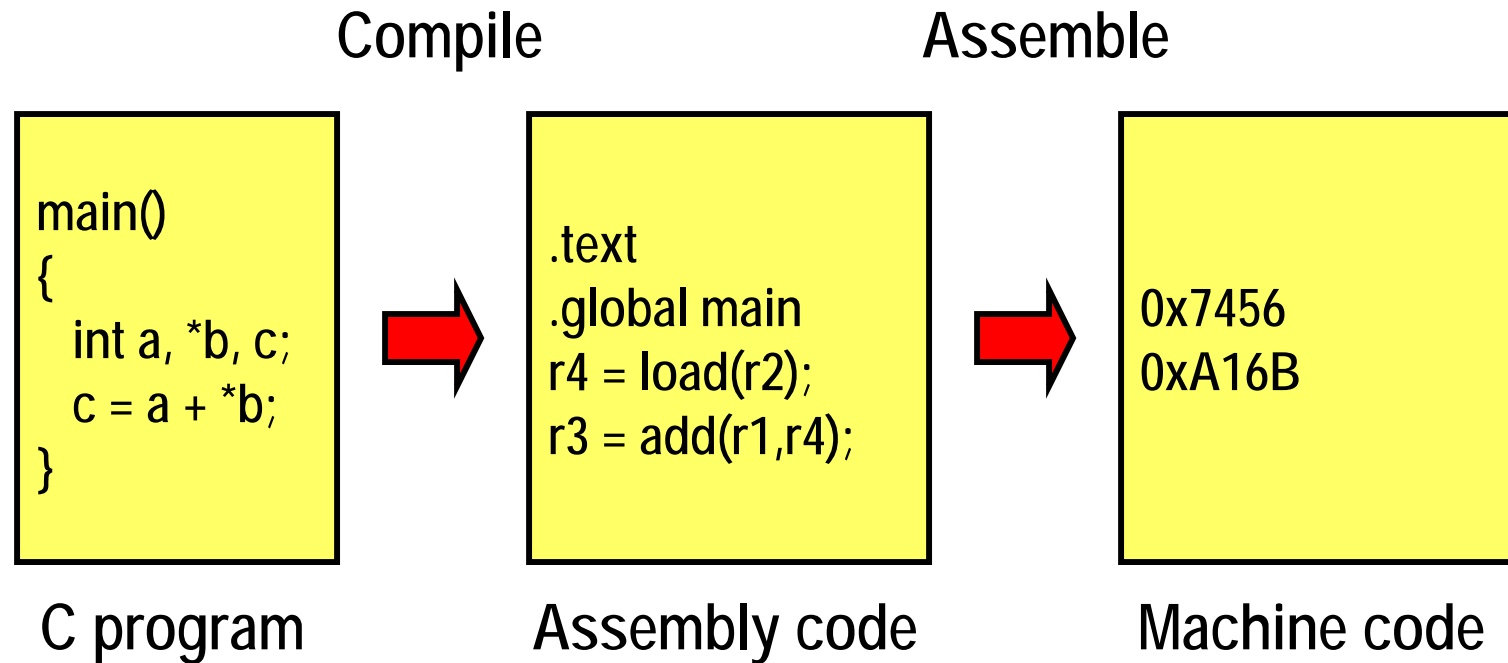 Compile
Assemble
main()
{
int a, *b, c;
c = a + *b;
}
.text
.global main
r4 = load(r2);
r3 = add(r1,r4);
0x7456
0xA16B
C program
Assembly code
Machine code